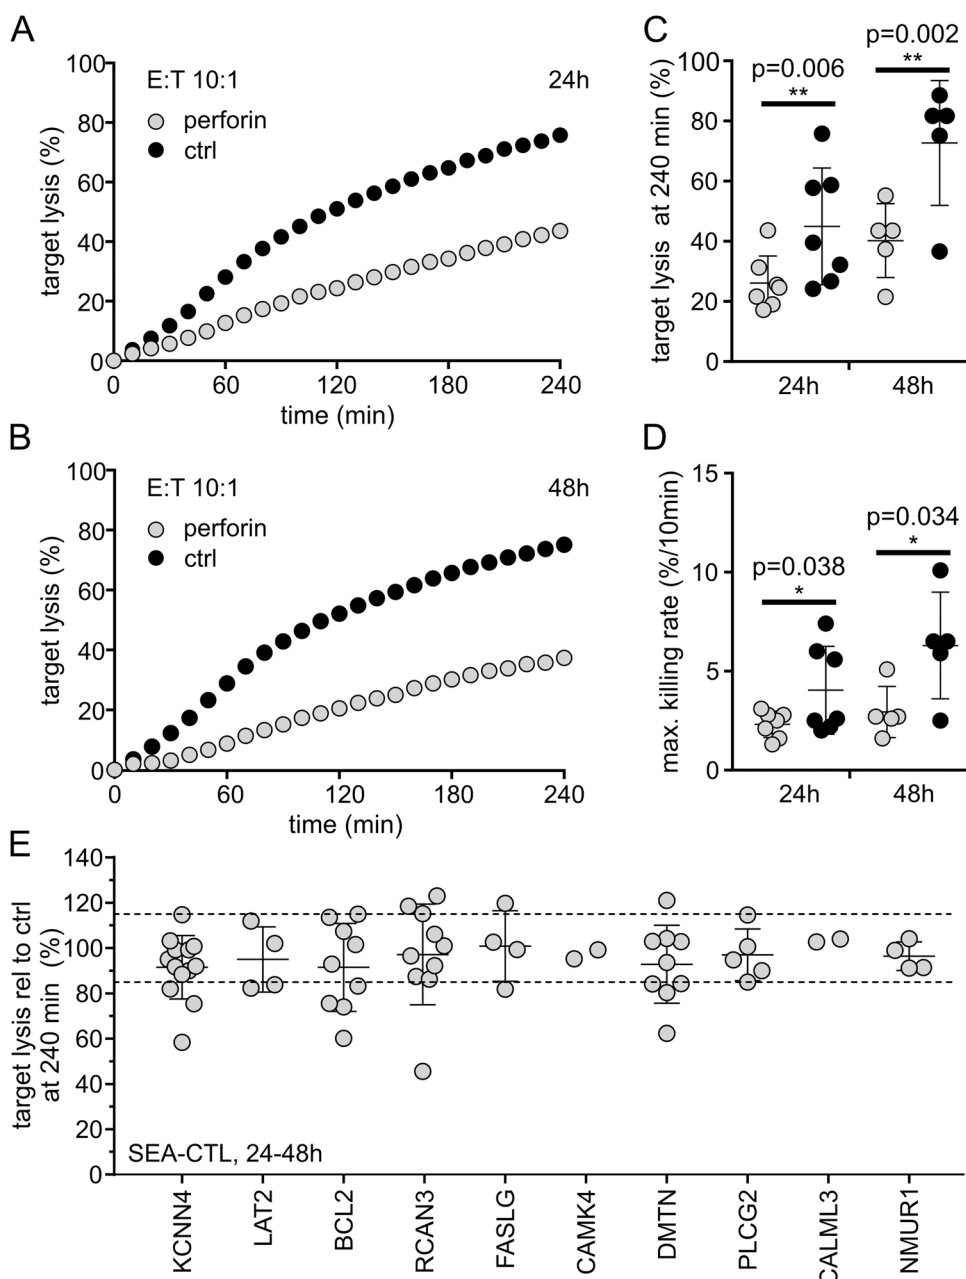 A
E:T 10:1
24h
perforin
ctrl
target lysis (%)
100
80
60
40
20
0
0 60 120 180 240
time (min)
C
p=0.002
**
p=0.006
**
target lysis at 240 min (%)
100
80
60
40
20
0
24h 48h
B
E:T 10:1
48h
perforin
ctrl
target lysis (%)
100
80
60
40
20
0
0 60 120 180 240
time (min)
D
p=0.034
*
p=0.038
*
max. killing rate (%/10min)
15
10
5
0
24h 48h
E
target lysis rel to ctrl
at 240 min (%)
140
120
100
80
60
40
20
0
SEA-CTL, 24-48h
KCNN4
LAT2
BCL2
RCAN3
FASLG
CAMK4
DMTN
PLCG2
CALML3
NMUR1